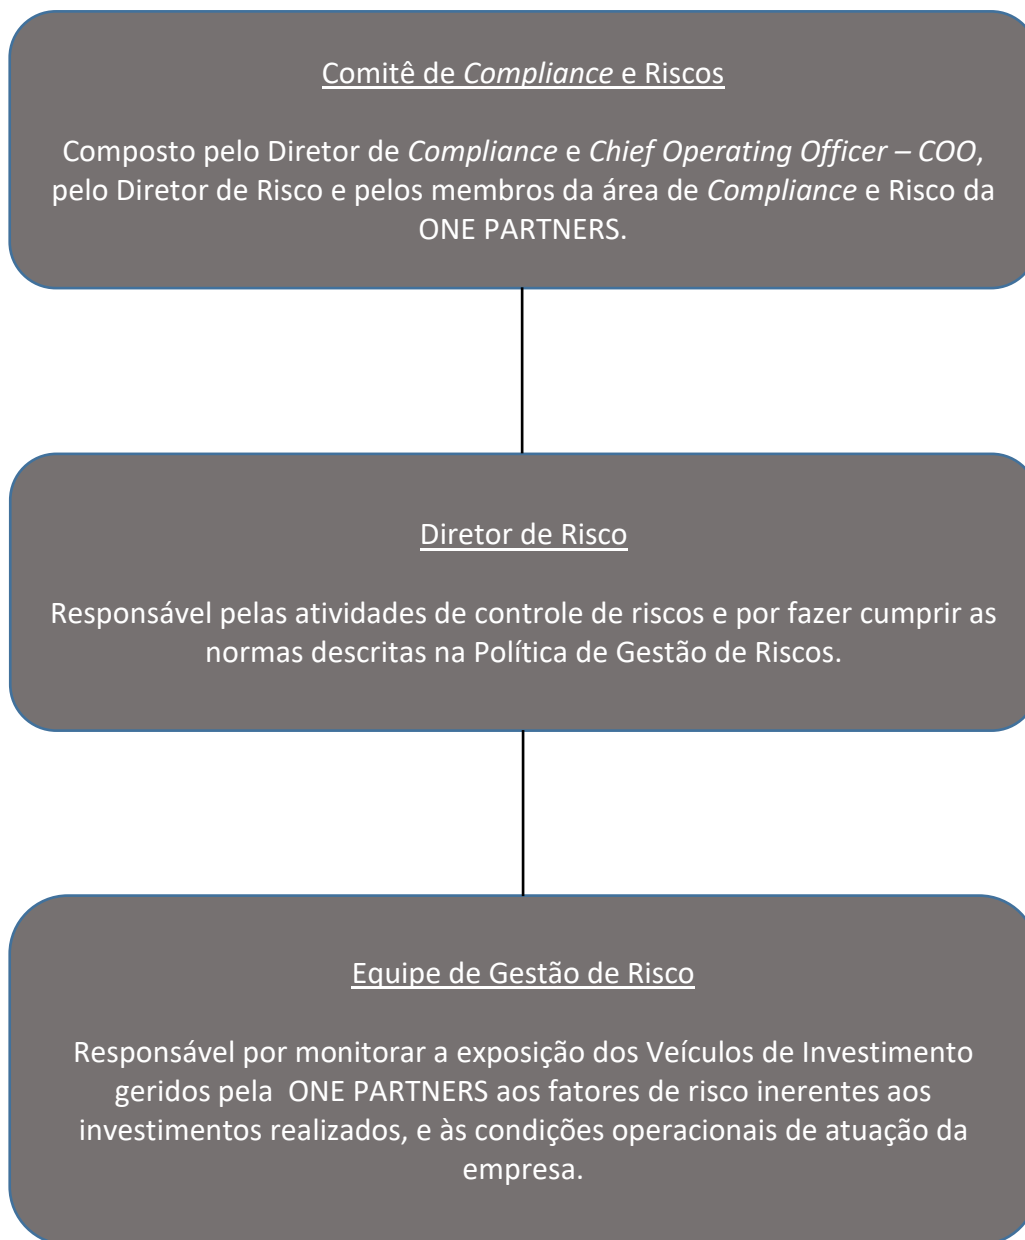 Comitê de Compliance e Riscos
Composto pelo Diretor de Compliance e Chief Operating Officer – COO,
pelo Diretor de Risco e pelos membros da área de Compliance e Risco da
ONE PARTNERS.
Diretor de Risco
Responsável pelas atividades de controle de riscos e por fazer cumprir as
normas descritas na Política de Gestão de Riscos.
Equipe de Gestão de Risco
Responsável por monitorar a exposição dos Veículos de Investimento
geridos pela  ONE PARTNERS aos fatores de risco inerentes aos
investimentos realizados, e às condições operacionais de atuação da
empresa.